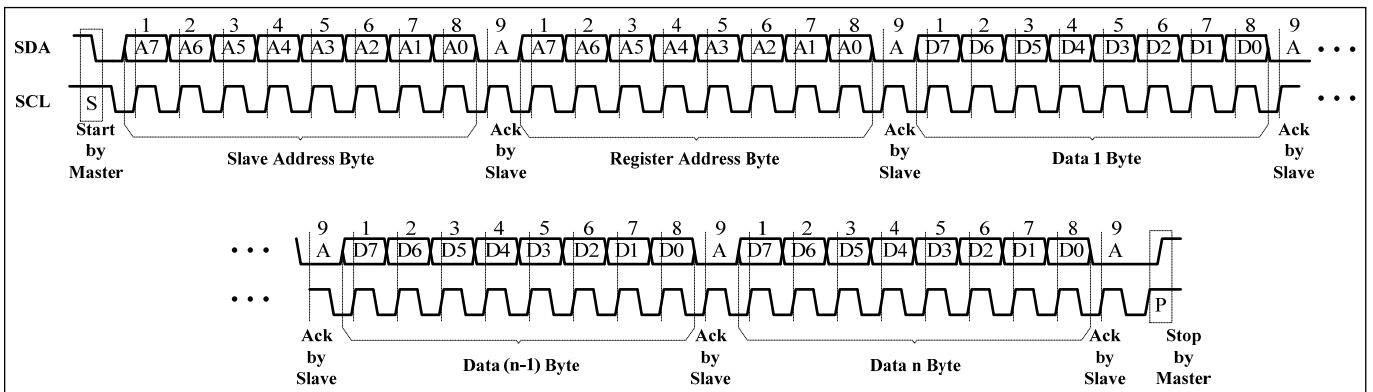 1 2 3 4 5 6 7 8 9 1 2 3 4 5 6 7 8 9 1 2 3 4 5 6 7 8 9
SDA A7 A6 A5 A4 A3 A2 A1 A0 A A7 A6 A5 A4 A3 A2 A1 A0 A D7 D6 D5 D4 D3 D2 D1 D0 A • • •
SCL S • • •
Start by Master
Slave Address Byte
Ack by Slave
Register Address Byte
Ack by Slave
Data 1 Byte
Ack by Slave
9 1 2 3 4 5 6 7 8 9 1 2 3 4 5 6 7 8 9
• • • A D7 D6 D5 D4 D3 D2 D1 D0 A D7 D6 D5 D4 D3 D2 D1 D0 A
• • • P
Ack by Slave
Data (n-1) Byte
Ack by Slave
Data n Byte
Ack by Slave
Stop by Master